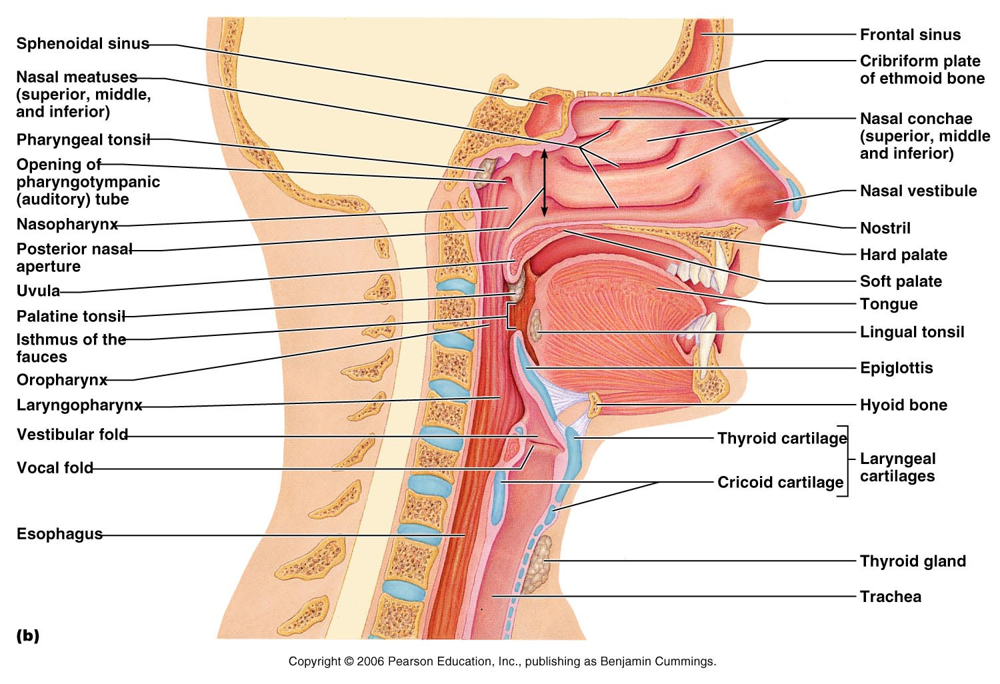 Sphenoidal sinus
Nasal meatuses
(superior, middle,
and inferior)
Pharyngeal tonsil
Opening of
pharyngotympanic
(auditory) tube
Nasopharynx
Posterior nasal
aperture
Uvula
Palatine tonsil
Isthmus of the
fauces
Oropharynx
Laryngopharynx
Vestibular fold
Vocal fold
Esophagus
(b)
Frontal sinus
Cribriform plate
of ethmoid bone
Nasal conchae
(superior, middle
and inferior)
Nasal vestibule
Nostril
Hard palate
Soft palate
Tongue
Lingual tonsil
Epiglottis
Hyoid bone
Thyroid cartilage
Cricoid cartilage
Laryngeal
cartilages
Thyroid gland
Trachea
Copyright © 2006 Pearson Education, Inc., publishing as Benjamin Cummings.